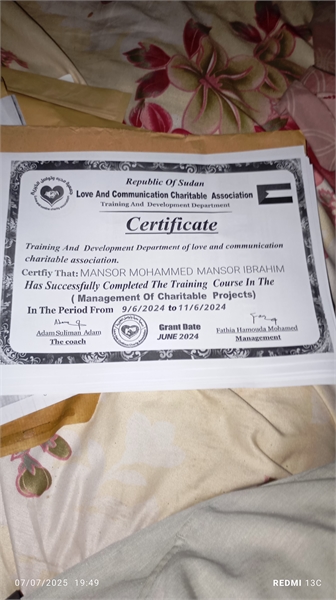 Republic Of Sudan
Love And Communication Charitable Association
Training And Development Department
Certificate
Training And Development Department of love and communication
charitable association.
Certfiy That: MANSOR MOHAMMED MANSOR IBRAHIM
Has Successfully Completed The Training Course In The
( Management Of Charitable Projects)
In The Period From 9/6/2024 to 11/6/2024
Adam Suliman Adam
The coach
Grant Date
JUNE 2024
Fathia Hamouda Mohamed
Management
07/07/2025 19:49
REDMI 13C